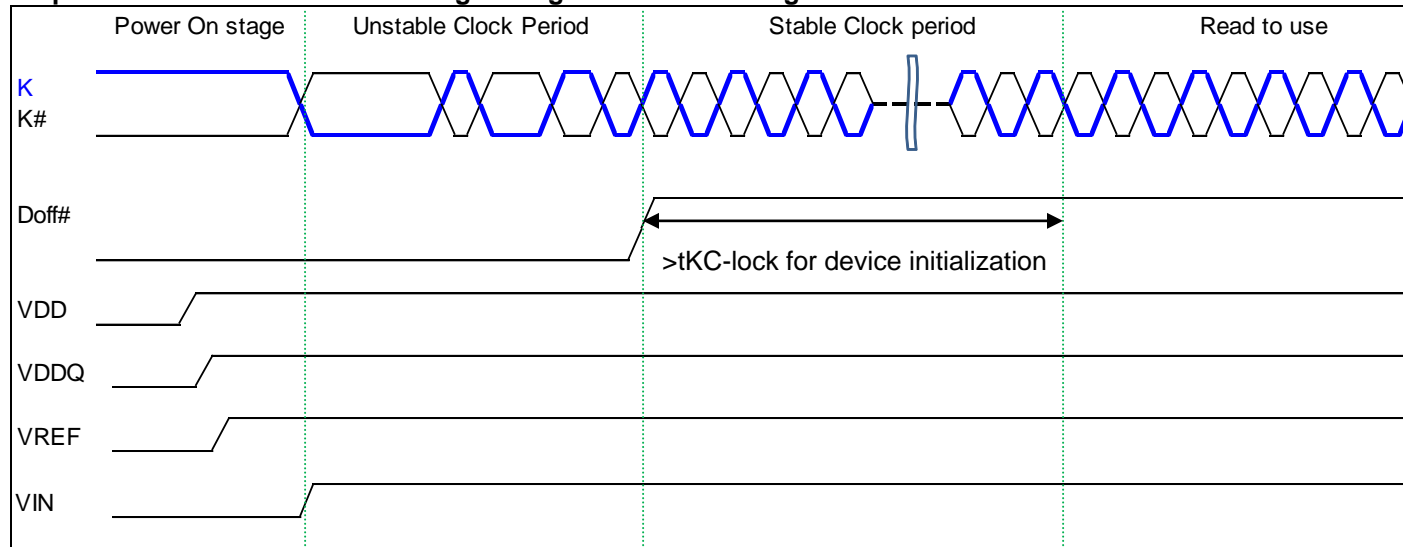 Power On stage Unstable Clock Period Stable Clock period Read to use
K
K#
Doff#
>tKC-lock for device initialization
VDD
VDDQ
VREF
VIN